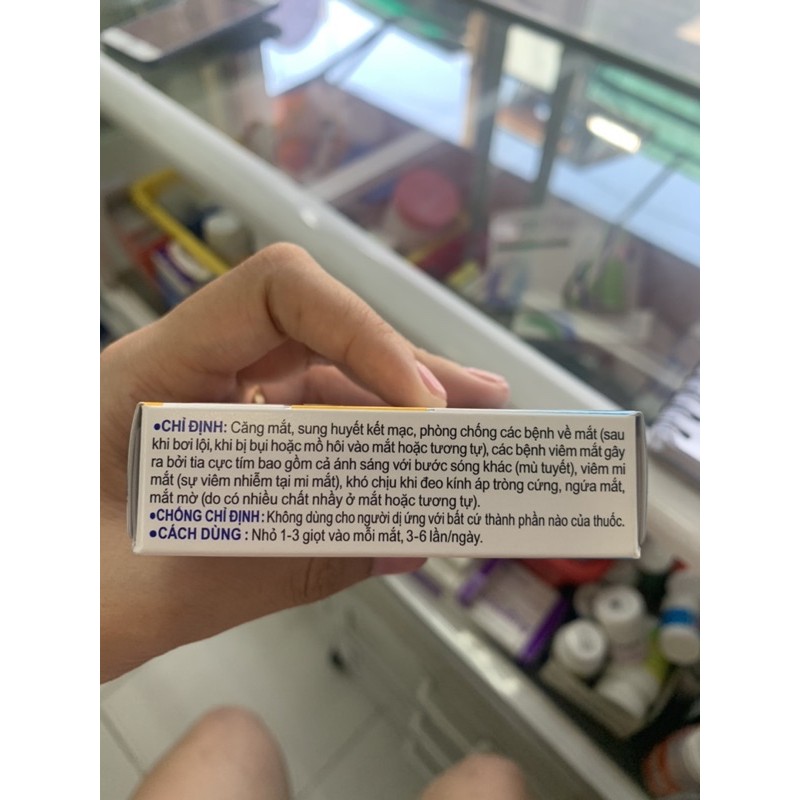 ●CHỈ ĐỊNH: Căng mắt, sung huyết kết mạc, phòng chống các bệnh về mắt (sau
khi bơi lội, khi bị bụi hoặc mồ hôi vào mắt hoặc tương tự), các bệnh viêm mắt gây
ra bởi tia cực tím bao gồm cả ánh sáng với bước sóng khác (mù tuyết), viêm mi
mắt (sự viêm nhiễm tại mi mắt), khó chịu khi đeo kính áp tròng cứng, ngứa mắt,
mắt mờ (do có nhiều chất nhầy ở mắt hoặc tương tự).
●CHỐNG CHỈ ĐỊNH: Không dùng cho người dị ứng với bất cứ thành phần nào của thuốc.
●CÁCH DÙNG : Nhỏ 1-3 giọt vào mỗi mắt, 3-6 lần/ngày.